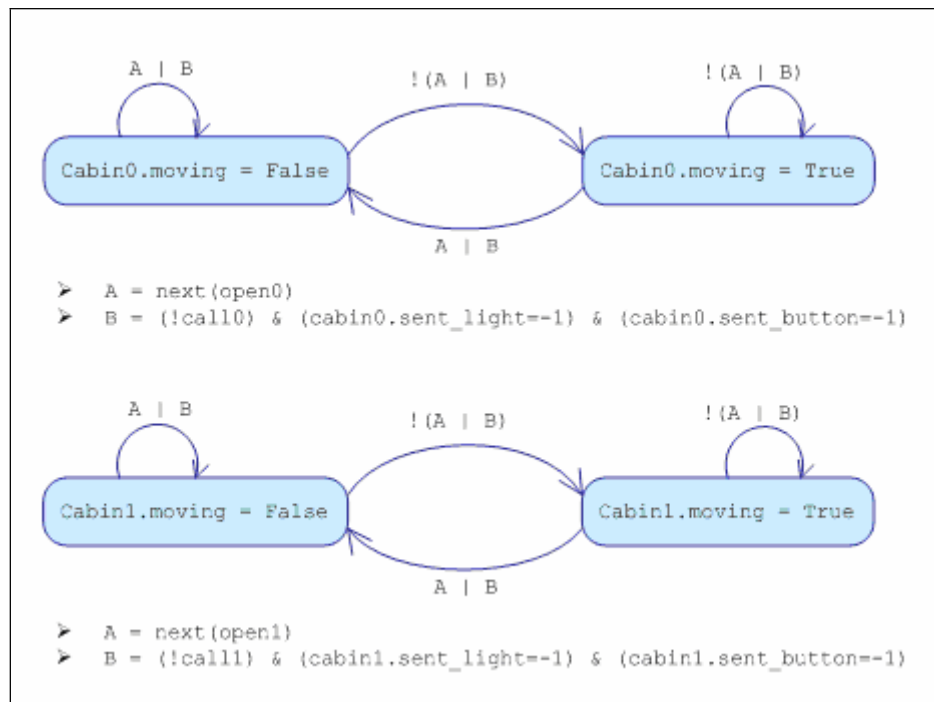 A | B
!(A | B)
!(A | B)
Cabin0.moving = False
Cabin0.moving = True
A | B
➤ A = next(open0)
➤ B = (!call0) & (cabin0.sent_light=-1) & (cabin0.sent_button=-1)
A | B
!(A | B)
!(A | B)
Cabin1.moving = False
Cabin1.moving = True
A | B
➤ A = next(open1)
➤ B = (!call1) & (cabin1.sent_light=-1) & (cabin1.sent_button=-1)